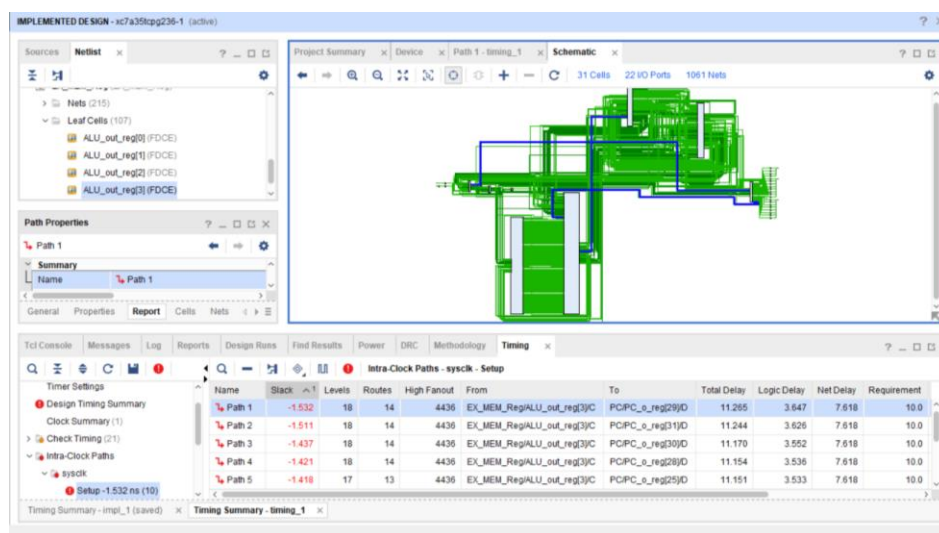 IMPLEMENTED DESIGN - xc7a35tcpg236-1 (active)
Sources Netlist
Nets (215)
Leaf Cells (107)
ALU_out_reg[0] (FDCE)
ALU_out_reg[1] (FDCE)
ALU_out_reg[2] (FDCE)
ALU_out_reg[3] (FDCE)
Path Properties
Path 1
Summary
Name Path 1
General Properties Report Cells Nets
Project Summary Device Path 1 - timing_1 Schematic
31 Cells 22 I/O Ports 1061 Nets
Tcl Console Messages Log Reports Design Runs Find Results Power DRC Methodology Timing
Intra-Clock Paths - sysclk - Setup
Timer Settings
Design Timing Summary
Clock Summary (1)
Check Timing (21)
Intra-Clock Paths
sysclk
Setup -1.532 ns (10)
Name Slack 1 Levels Routes High Fanout From To Total Delay Logic Delay Net Delay Requirement
Path 1 -1.532 18 14 4436 EX_MEM_Reg/ALU_out_reg[3]/C PC/PC_o_reg[29]/D 11.265 3.647 7.618 10.0
Path 2 -1.511 18 14 4436 EX_MEM_Reg/ALU_out_reg[3]/C PC/PC_o_reg[31]/D 11.244 3.626 7.618 10.0
Path 3 -1.437 18 14 4436 EX_MEM_Reg/ALU_out_reg[3]/C PC/PC_o_reg[30]/D 11.170 3.552 7.618 10.0
Path 4 -1.421 18 14 4436 EX_MEM_Reg/ALU_out_reg[3]/C PC/PC_o_reg[28]/D 11.154 3.536 7.618 10.0
Path 5 -1.418 17 13 4436 EX_MEM_Reg/ALU_out_reg[3]/C PC/PC_o_reg[25]/D 11.151 3.533 7.618 10.0
Timing Summary - impl_1 (saved) Timing Summary - timing_1